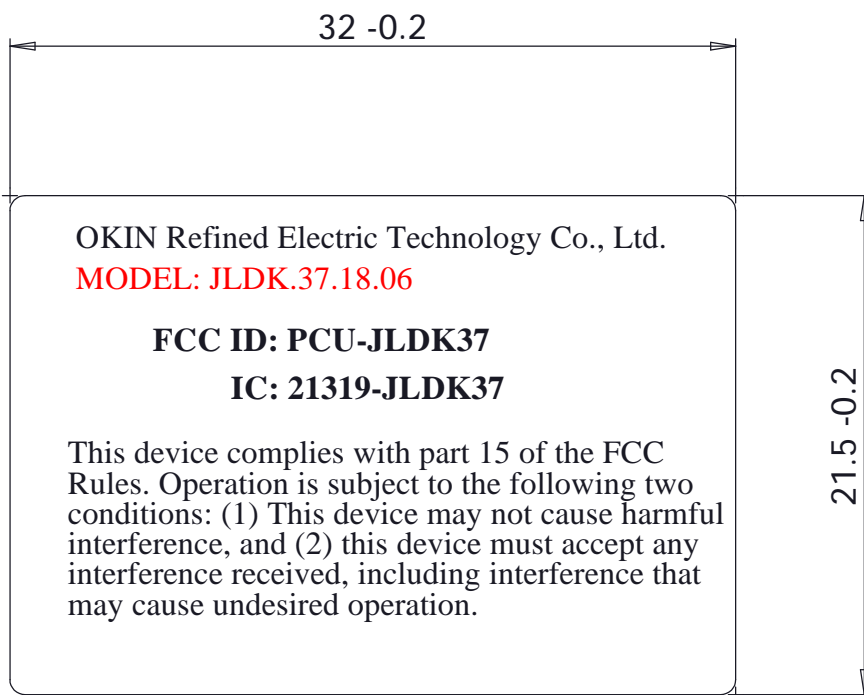 32 -0.2
OKIN Refined Electric Technology Co., Ltd.
MODEL: JLDK.37.18.06
FCC ID: PCU-JLDK37
IC: 21319-JLDK37
21.5 -0.2
This device complies with part 15 of the FCC
Rules. Operation is subject to the following two
conditions: (1) This device may not cause harmful
interference, and (2) this device must accept any
interference received, including interference that
may cause undesired operation.